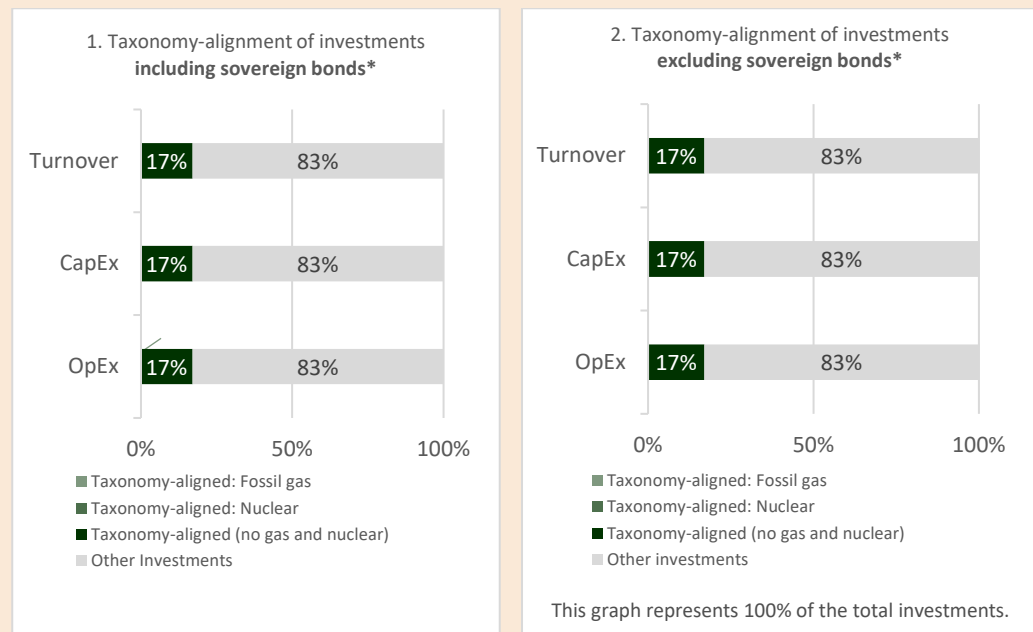 1. Taxonomy-alignment of investments
including sovereign bonds*
Turnover
17%
83%
CapEx
17%
83%
OpEx
17%
83%
0%
50%
100%
Taxonomy-aligned: Fossil gas
Taxonomy-aligned: Nuclear
Taxonomy-aligned (no gas and nuclear)
Other Investments
2. Taxonomy-alignment of investments
excluding sovereign bonds*
Turnover
17%
83%
CapEx
17%
83%
OpEx
17%
83%
0%
50%
100%
Taxonomy-aligned: Fossil gas
Taxonomy-aligned: Nuclear
Taxonomy-aligned (no gas and nuclear)
Other investments
This graph represents 100% of the total investments.